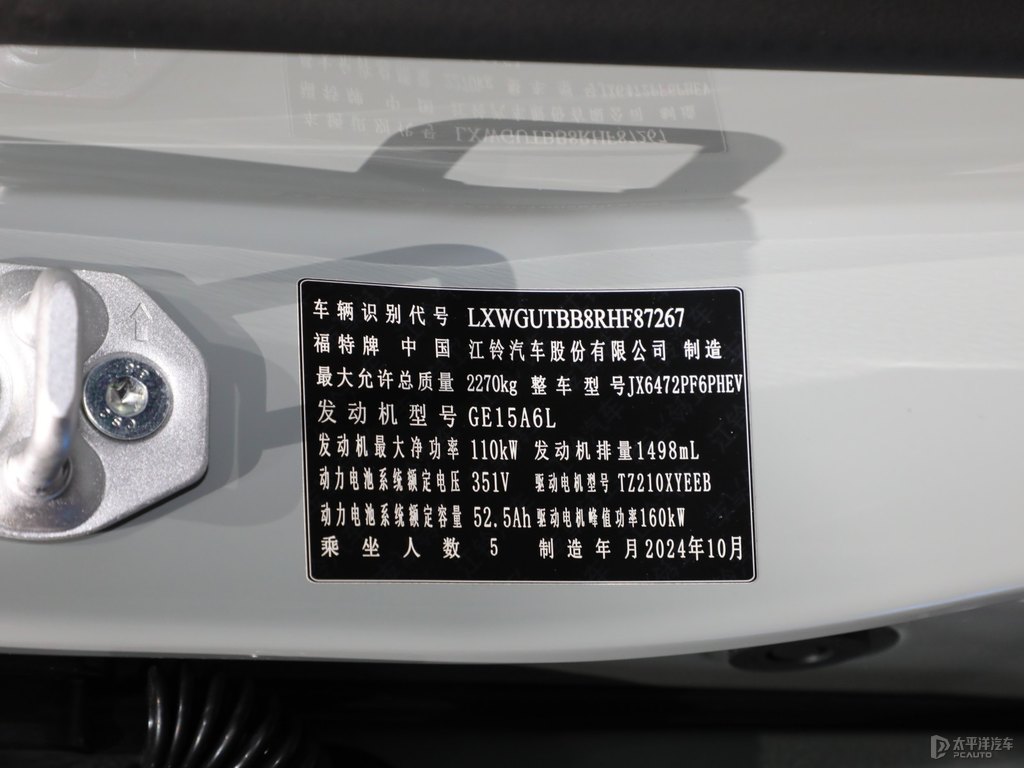 车辆识别代号 LXWGUTBB8RHF87267
福特牌 中国 江铃汽车股份有限公司 制造
最大允许总质量 2270kg 整车型号JX6472PF6PHEV
发动机型号 GE15A6L
发动机最大净功率 110kW 发动机排量1498mL
动力电池系统额定电压 351V 驱动电机型号 TZ210XYEEB
动力电池系统额定容量 52.5Ah 驱动电机峰值功率160kW
乘坐人数 5 制造年月2024年10月
太平洋汽车
PCAUTO